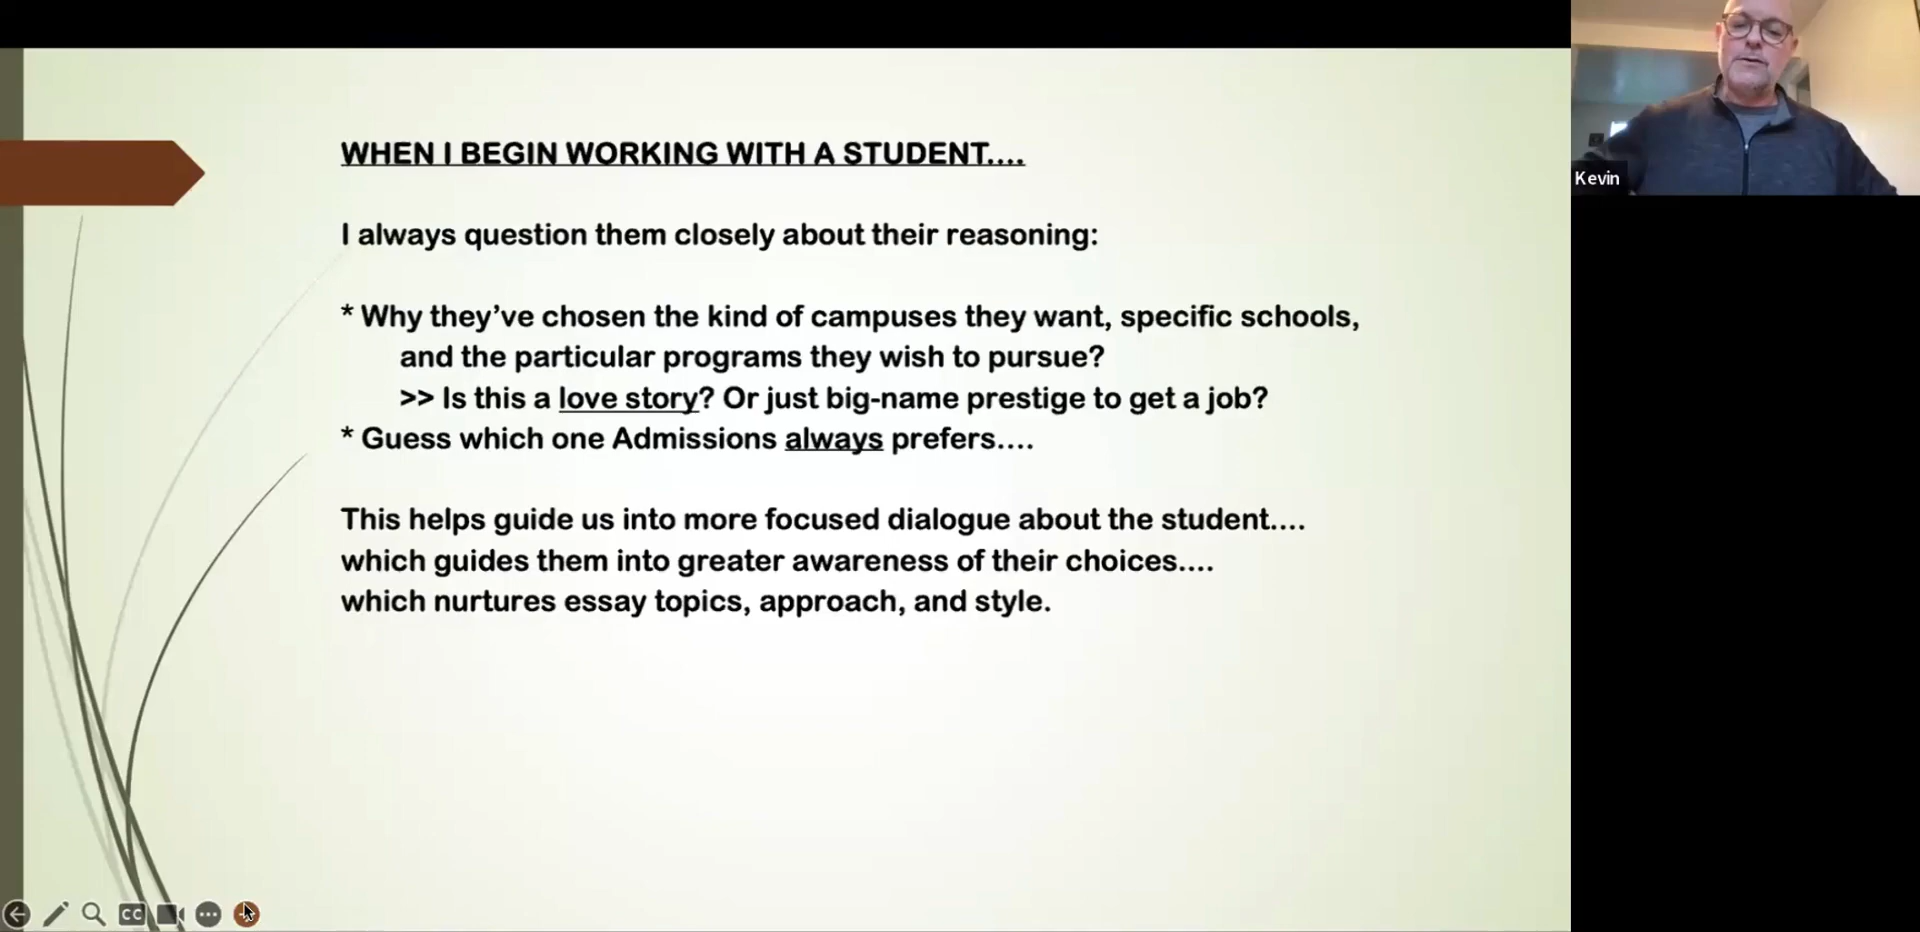 WHEN I BEGIN WORKING WITH A STUDENT....
I always question them closely about their reasoning:
* Why they’ve chosen the kind of campuses they want, specific schools,
and the particular programs they wish to pursue?
>> Is this a love story? Or just big-name prestige to get a job?
* Guess which one Admissions always prefers....
This helps guide us into more focused dialogue about the student....
which guides them into greater awareness of their choices....
which nurtures essay topics, approach, and style.
Kevin
CC